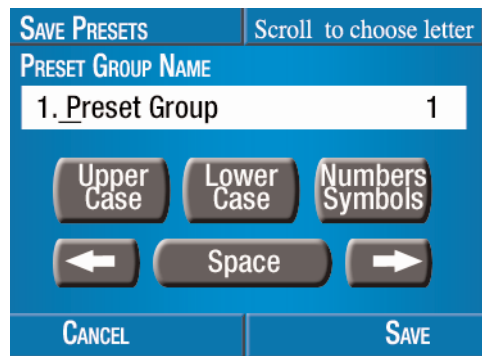 SAVE PRESETS
Scroll to choose letter
PRESET GROUP NAME
1. Preset Group 1
Upper Case
Lower Case
Numbers Symbols
Space
CANCEL
SAVE